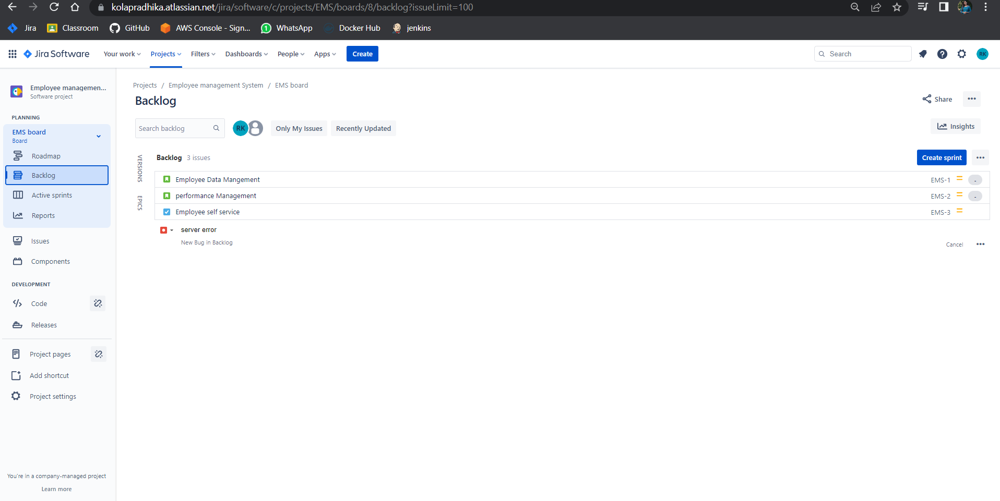 kolapradhika.atlassian.net/jira/software/c/projects/EMS/boards/8/backlog?issueLimit=100
Jira Classroom GitHub AWS Console - Sign... 1 WhatsApp Docker Hub jenkins
Jira Software Your work Projects Filters Dashboards People Apps Create Search ? RK
Employee managemen...
Software project
PLANNING
EMS board
Board
Roadmap
Backlog
Active sprints
Reports
Issues
Components
DEVELOPMENT
Code
Releases
Project pages
Add shortcut
Project settings
You're in a company-managed project
Learn more
Projects / Employee management System / EMS board
Backlog
Share
Search backlog RK Only My Issues Recently Updated Insights
VERSIONS
EPICS
Backlog 3 issues Create sprint
Employee Data Mangement EMS-1 -
performance Management EMS-2 -
Employee self service EMS-3
server error
New Bug in Backlog
Cancel